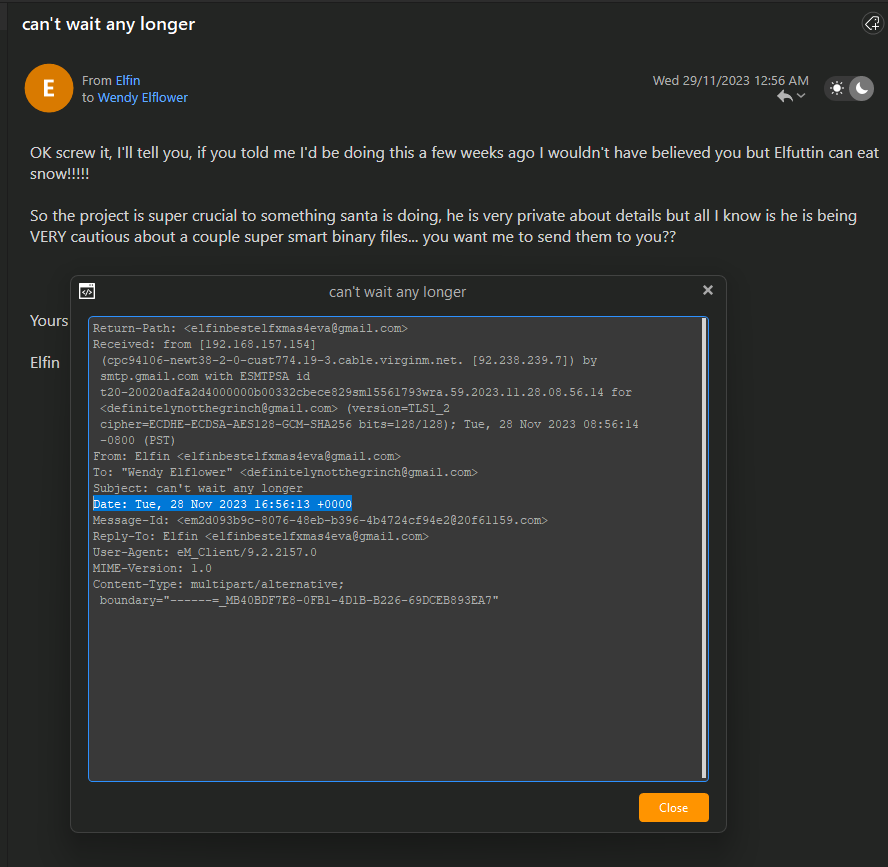 can't wait any longer
E
From Elfin
to Wendy Elflower
Wed 29/11/2023 12:56 AM
OK screw it, I'll tell you, if you told me I'd be doing this a few weeks ago I wouldn't have believed you but Elfuttin can eat
snow!!!!!
So the project is super crucial to something santa is doing, he is very private about details but all I know is he is being
VERY cautious about a couple super smart binary files... you want me to send them to you??
Yours
Elfin
can't wait any longer
Return-Path: <elfinbestelfxmas4eva@gmail.com>
Received: from [192.168.157.154]
(cpc94106-newt38-2-0-cust774.19-3.cable.virginm.net. [92.238.239.7]) by
smtp.gmail.com with ESMTPSA id
t20-20020adfa2d4000000b00332cbece829sm15561793wra.59.2023.11.28.08.56.14 for
<definitelynotthegrinch@gmail.com> (version=TLS1_2
cipher=ECDHE-ECDSA-AES128-GCM-SHA256 bits=128/128); Tue, 28 Nov 2023 08:56:14
-0800 (PST)
From: Elfin <elfinbestelfxmas4eva@gmail.com>
To: "Wendy Elflower" <definitelynotthegrinch@gmail.com>
Subject: can't wait any longer
Date: Tue, 28 Nov 2023 16:56:13 +0000
Message-Id: <em2d093b9c-8076-48eb-b396-4b4724cf94e2@20f61159.com>
Reply-To: Elfin <elfinbestelfxmas4eva@gmail.com>
User-Agent: eM_Client/9.2.2157.0
MIME-Version: 1.0
Content-Type: multipart/alternative;
boundary="------=_MB40BDF7E8-0FB1-4D1B-B226-69DCEB893EA7"
Close